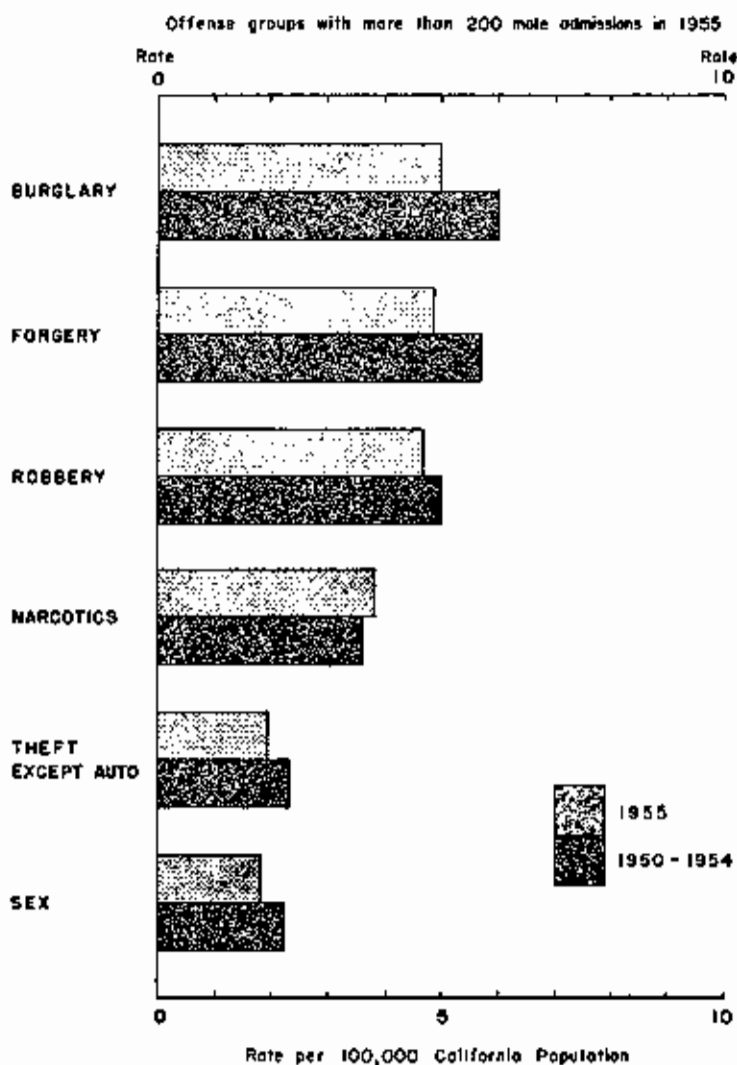 Offense groups with more than 200 male admissions in 1955
Rate Rate
0 10
BURGLARY
FORGERY
ROBBERY
NARCOTICS
THEFT
EXCEPT AUTO
SEX
1955
1950-1954
0 5 10
Rate per 100,000 California Population